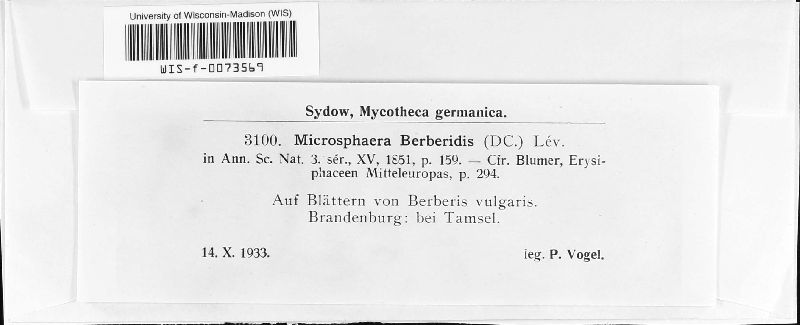 University of Wisconsin-Madison (WIS)
WIS-f-0073569
Sydow, Mycotheca germanica.
3100. Microsphaera Berberidis (DC.) Lév.
in Ann. Sc. Nat. 3. sér., XV, 1851, p. 159. — Cfr. Blumer, Erysi-
phaceen Mitteleuropas, p. 294.
Auf Blättern von Berberis vulgaris.
Brandenburg: bei Tamsel.
14. X. 1933. leg. P. Vogel.